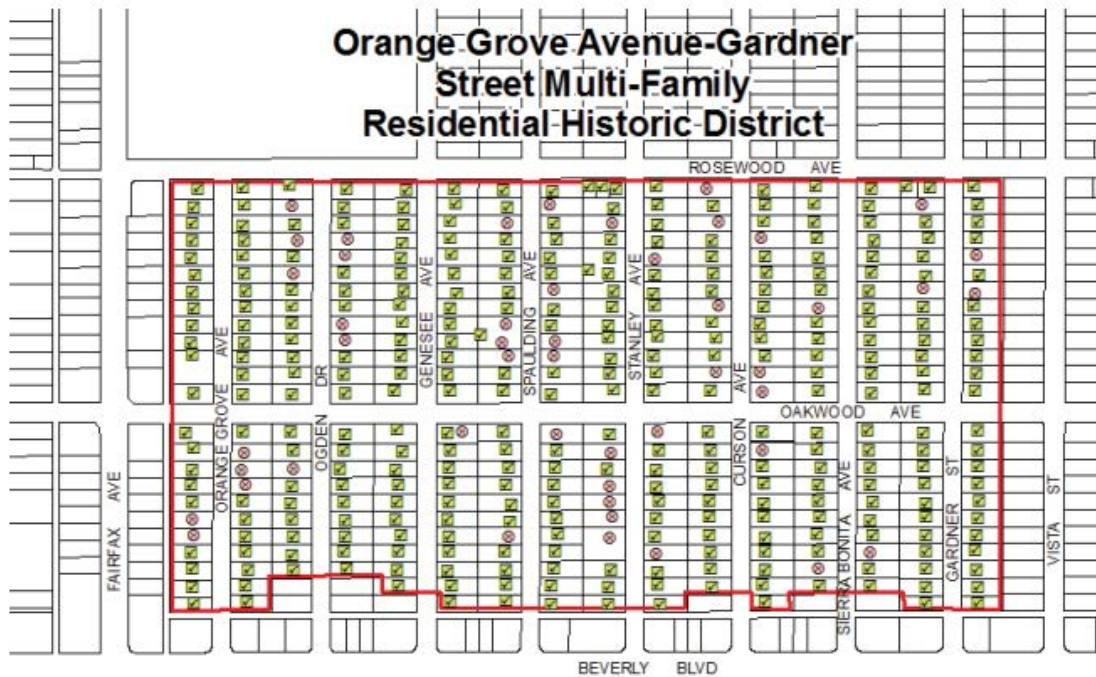 Orange Grove Avenue-Gardner
Street Multi-Family
Residential Historic District
ROSEWOOD AVE
FAIRFAX AVE
ORANGE GROVE AVE
OGDEN DR
GENESEE AVE
SPAULDING AVE
STANLEY AVE
CURSON AVE
OAKWOOD AVE
SIERRA BONITA AVE
GARDNER ST
VISTA ST
BEVERLY BLVD